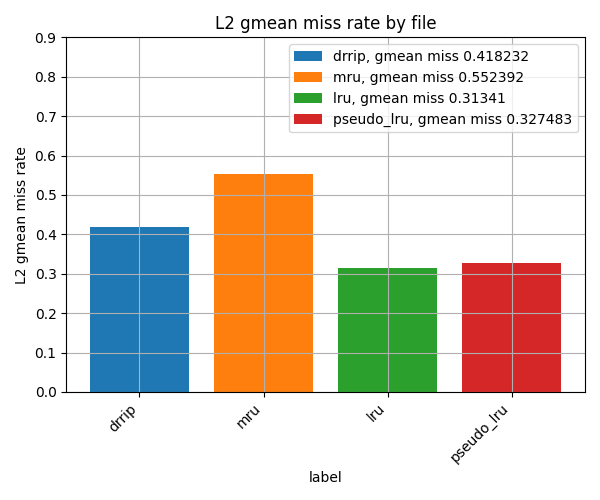 L2 gmean miss rate by file
drrip, gmean miss 0.418232
mru, gmean miss 0.552392
lru, gmean miss 0.31341
pseudo_lru, gmean miss 0.327483
L2 gmean miss rate
0.9
0.8
0.7
0.6
0.5
0.4
0.3
0.2
0.1
0.0
drrip
mru
lru
pseudo_lru
label